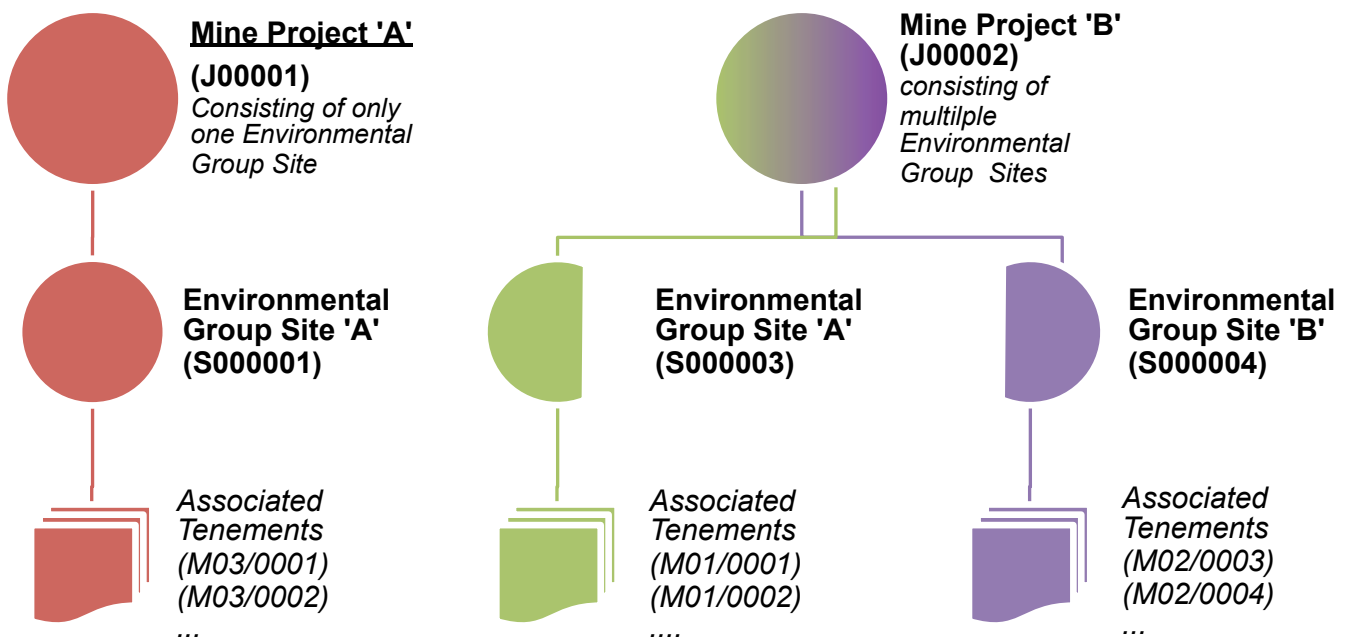 Mine Project 'A'
(J00001)
Consisting of only
one Environmental
Group Site
Mine Project 'B'
(J00002)
consisting of
multilple
Environmental
Group Sites
Environmental
Group Site 'A'
(S000001)
Environmental
Group Site 'A'
(S000003)
Environmental
Group Site 'B'
(S000004)
Associated
Tenements
(M03/0001)
(M03/0002)
...
Associated
Tenements
(M01/0001)
(M01/0002)
....
Associated
Tenements
(M02/0003)
(M02/0004)
...